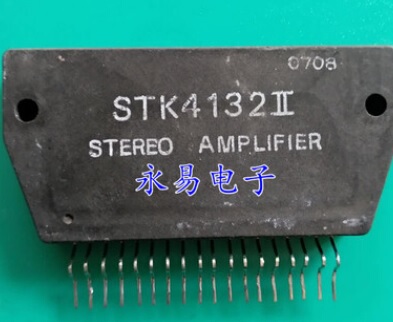 0708
STK4132II
STEREO AMPLIFIER
永易电子